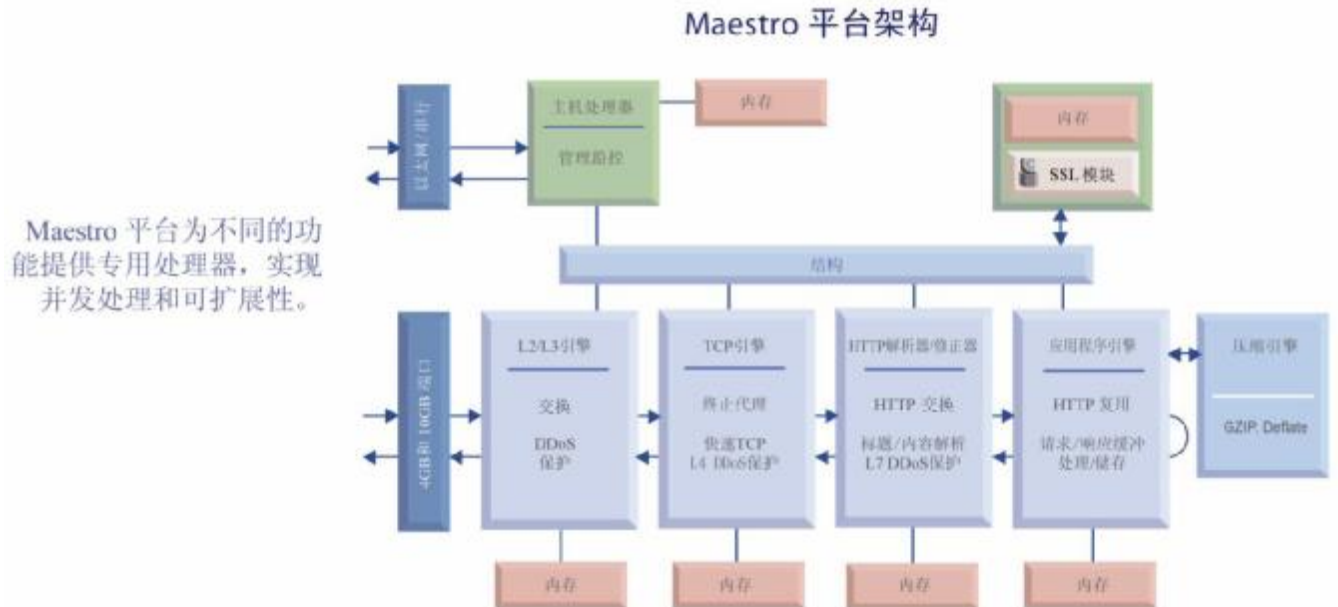 Maestro 平台架构
以太网/串行
主机处理器
管理路控
内存
内存
SSL 模块
Maestro 平台为不同的功
能提供专用处理器，实现
并发处理和可扩展性。
结构
4GB和 10GB 端口
L2/L3引擎
交换
DDoS
保护
TCP引擎
终止代理
快速TCP
L4 DDoS保护
HTTP解析器/修正器
HTTP 交换
标题/内容解析
L7 DDoS保护
应用程序引擎
HTTP 复用
请求/响应缓冲
处理/储存
压缩引擎
GZIP, Deflate
内存
内存
内存
内存